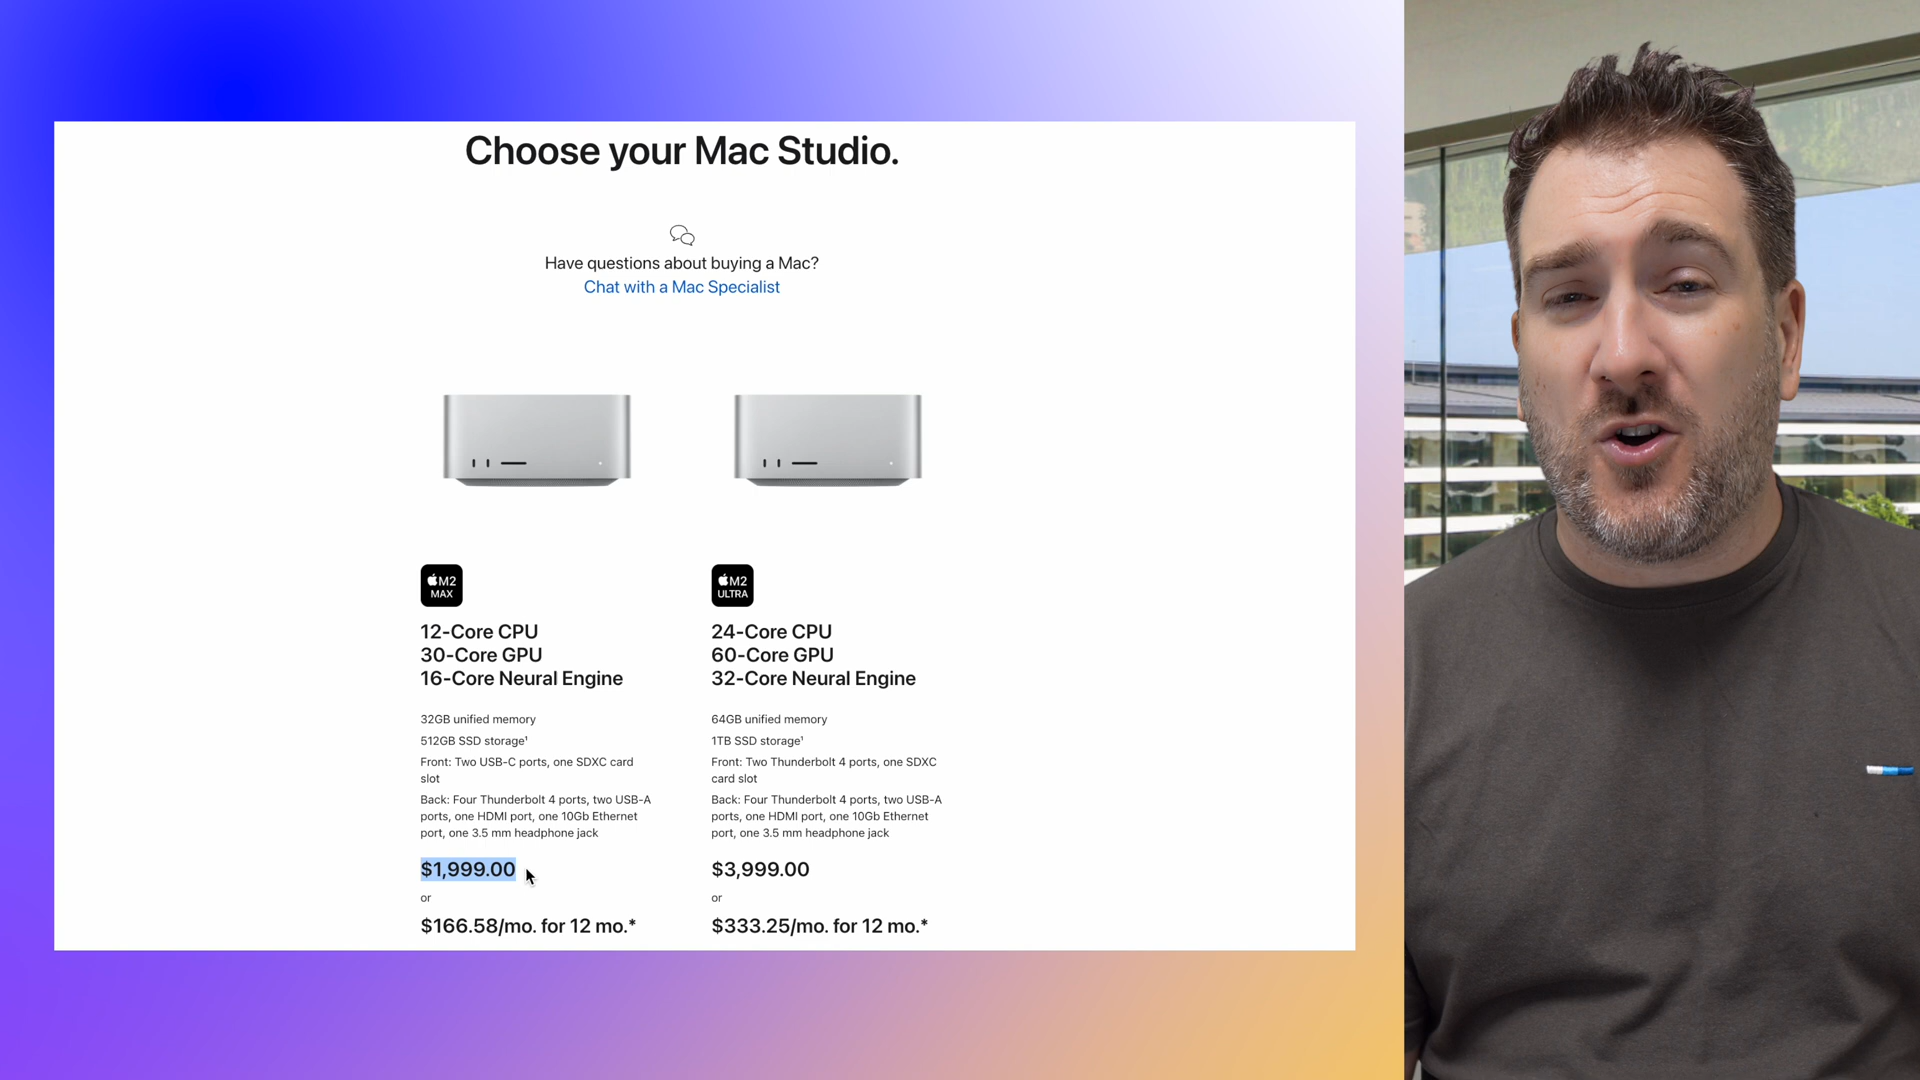 Choose your Mac Studio.
Have questions about buying a Mac?
Chat with a Mac Specialist
M2
MAX
12-Core CPU
30-Core GPU
16-Core Neural Engine
32GB unified memory
512GB SSD storage¹
Front: Two USB-C ports, one SDXC card
slot
Back: Four Thunderbolt 4 ports, two USB-A
ports, one HDMI port, one 10Gb Ethernet
port, one 3.5 mm headphone jack
$1,999.00
or
$166.58/mo. for 12 mo.*
M2
ULTRA
24-Core CPU
60-Core GPU
32-Core Neural Engine
64GB unified memory
1TB SSD storage¹
Front: Two Thunderbolt 4 ports, one SDXC
card slot
Back: Four Thunderbolt 4 ports, two USB-A
ports, one HDMI port, one 10Gb Ethernet
port, one 3.5 mm headphone jack
$3,999.00
or
$333.25/mo. for 12 mo.*